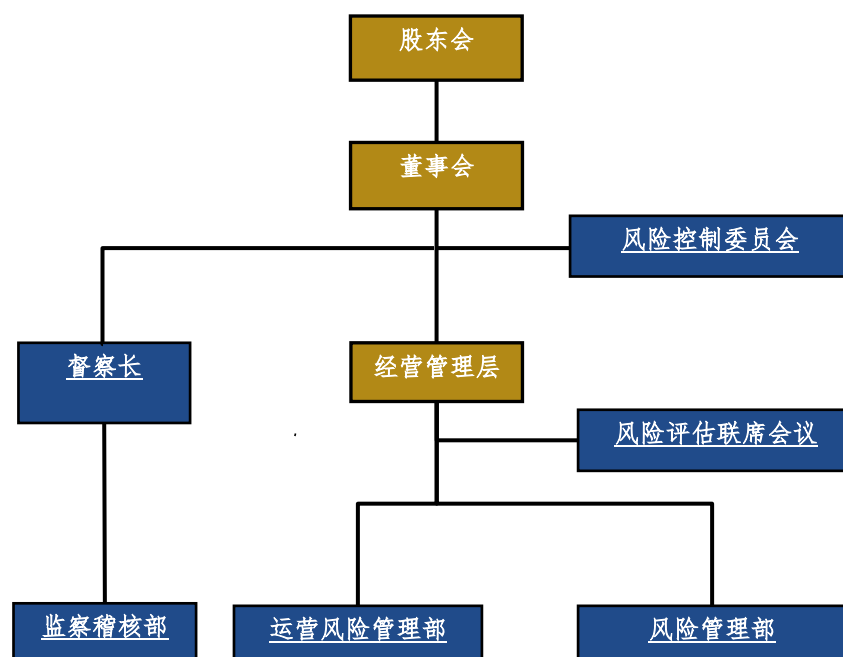 股东会
董事会
风险控制委员会
督察长
经营管理层
风险评估联席会议
监察稽核部
运营风险管理部
风险管理部